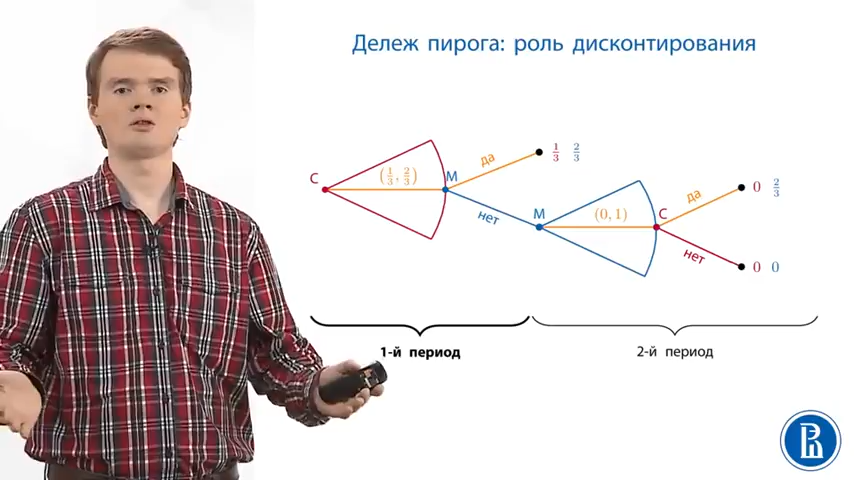 Дележ пирога: роль дисконтирования
С
(1/3, 2/3)
М
да
1/3 2/3
нет
М
(0, 1)
С
да
0 2/3
нет
0 0
1-й период
2-й период